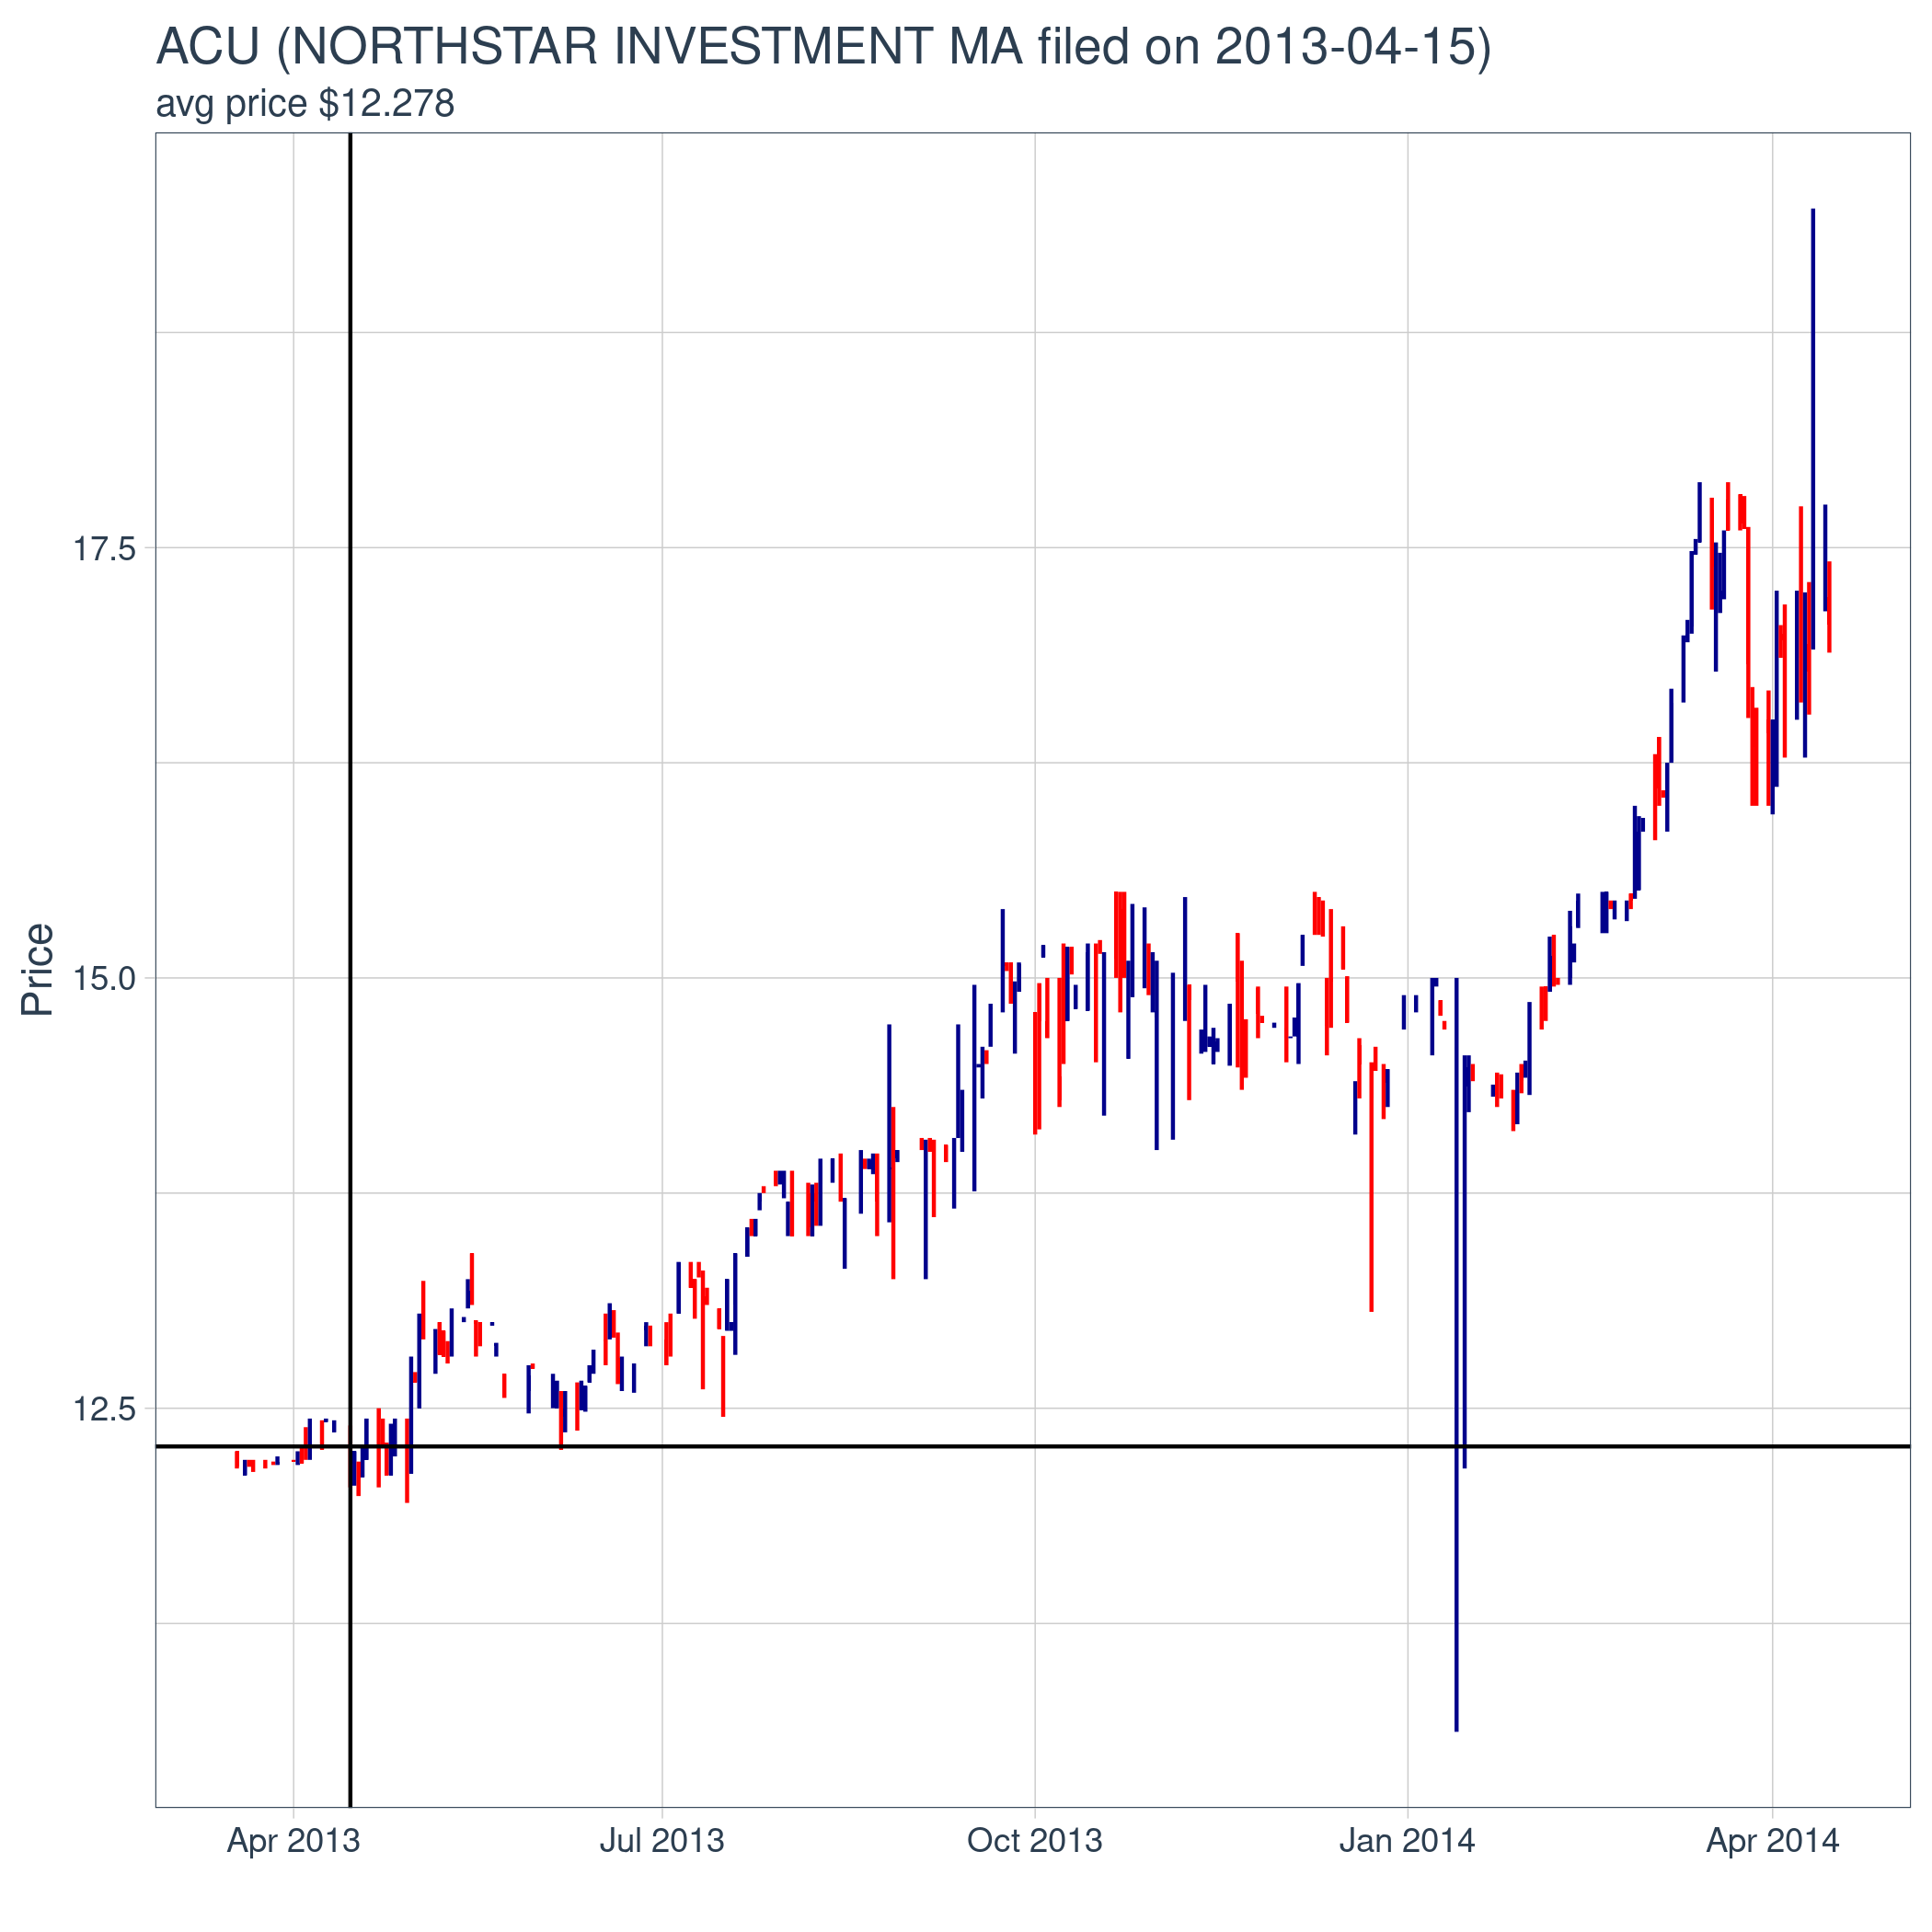 ACU (NORTHSTAR INVESTMENT MA filed on 2013-04-15)
avg price $12.278
17.5
15.0
12.5
Price
Apr 2013
Jul 2013
Oct 2013
Jan 2014
Apr 2014